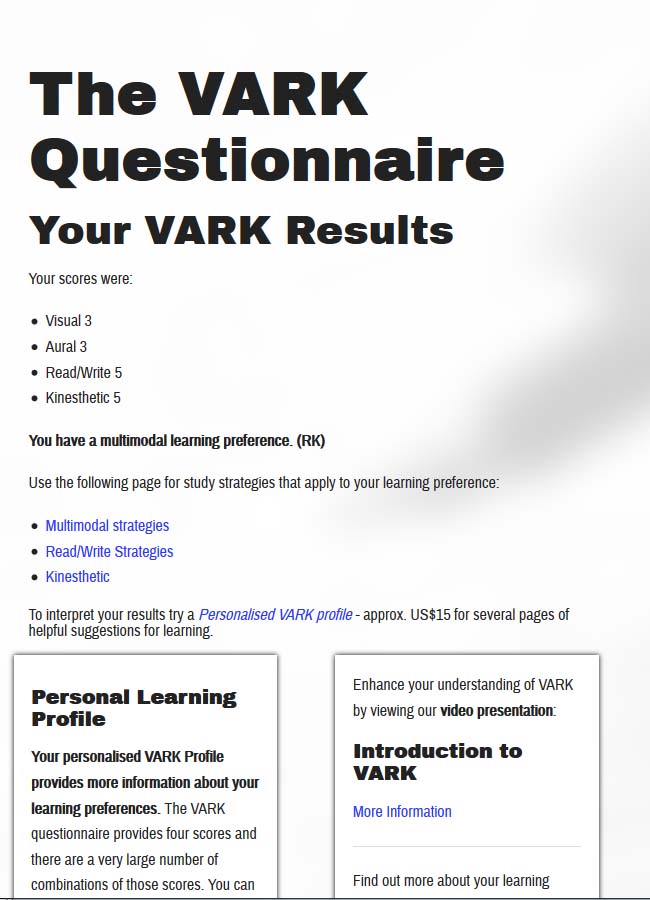 The VARK
Questionnaire
Your VARK Results
Your scores were:
Visual 3
Aural 3
Read/Write 5
Kinesthetic 5
You have a multimodal learning preference. (RK)
Use the following page for study strategies that apply to your learning preference:
Multimodal strategies
Read/Write Strategies
Kinesthetic
To interpret your results try a Personalised VARK profile - approx. US$15 for several pages of
helpful suggestions for learning.
Personal Learning
Profile
Your personalised VARK Profile
provides more information about your
learning preferences. The VARK
questionnaire provides four scores and
there are a very large number of
combinations of those scores. You can
Enhance your understanding of VARK
by viewing our video presentation:
Introduction to
VARK
More Information
Find out more about your learning